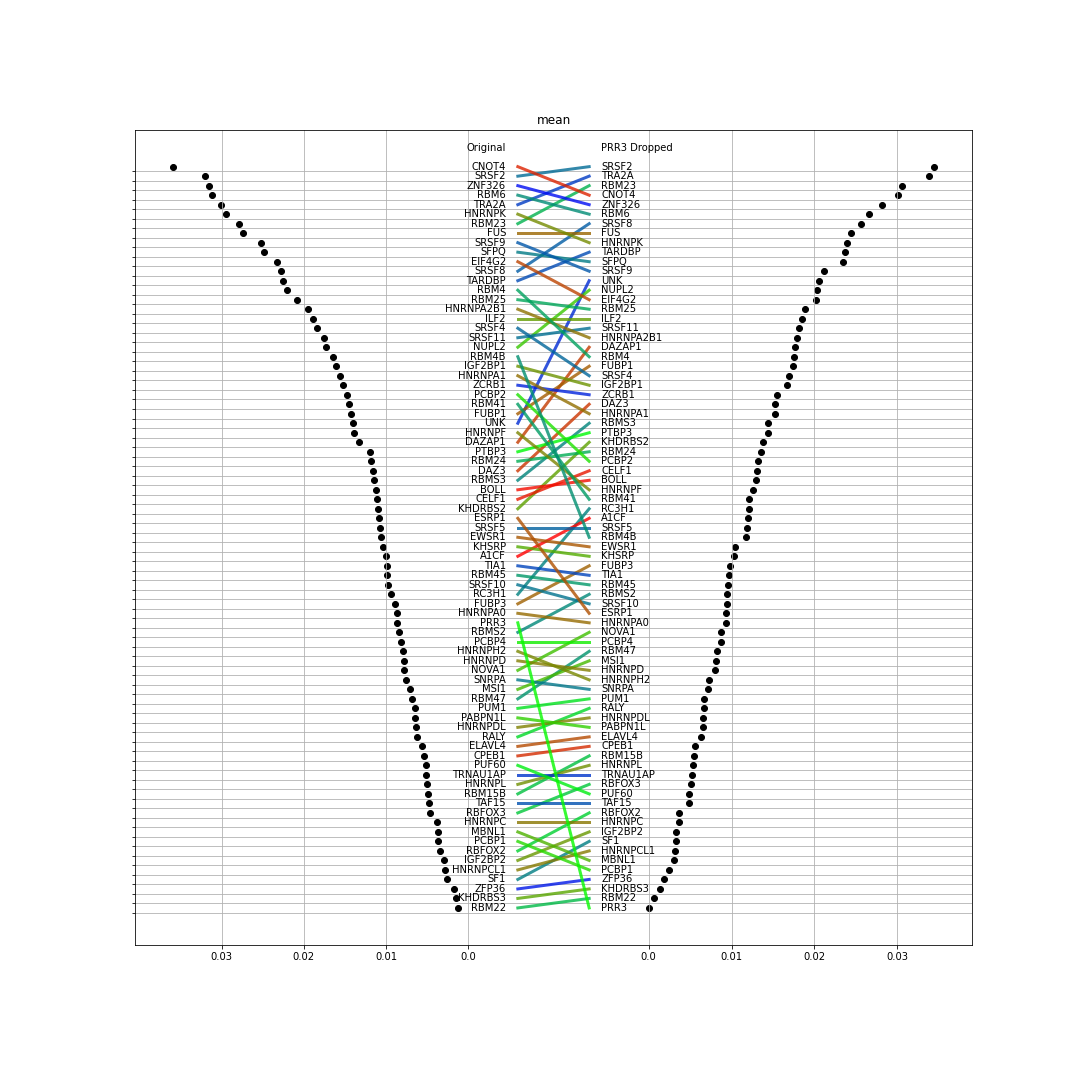 mean
Original PRR3 Dropped
CNOT4 SRSF2
SRSF2 TRA2A
ZNF326 RBM23
RBM6 CNOT4
TRA2A ZNF326
HNRNPK RBM6
RBM23 SRSF8
FUS FUS
SRSF9 HNRNPK
SFPQ TARDBP
EIF4G2 SFPQ
SRSF8 SRSF9
TARDBP UNK
RBM4 NUPL2
RBM25 EIF4G2
HNRNPA2B1 RBM25
ILF2 ILF2
SRSF4 SRSF11
SRSF11 HNRNPA2B1
NUPL2 DAZAP1
RBM4B RBM4
IGF2BP1 FUBP1
HNRNPA1 SRSF4
ZCRB1 IGF2BP1
PCBP2 ZCRB1
RBM41 DAZ3
FUBP1 HNRNPA1
UNK RBMS3
HNRNPF PTBP3
DAZAP1 KHDRBS2
PTBP3 RBM24
RBM24 PCBP2
DAZ3 CELF1
RBMS3 BOLL
BOLL HNRNPF
CELF1 RBM41
KHDRBS2 RC3H1
ESRP1 A1CF
SRSF5 SRSF5
EWSR1 RBM4B
KHSRP EWSR1
A1CF KHSRP
TIA1 FUBP3
RBM45 TIA1
SRSF10 RBM45
RC3H1 RBMS2
FUBP3 SRSF10
HNRNPA0 ESRP1
PRR3 HNRNPA0
RBMS2 NOVA1
PCBP4 PCBP4
HNRNPH2 RBM47
HNRNPD MSI1
NOVA1 HNRNPD
SNRPA HNRNPH2
MSI1 SNRPA
RBM47 PUM1
PUM1 RALY
PABPN1L HNRNPDL
HNRNPDL PABPN1L
RALY ELAVL4
ELAVL4 CPEB1
CPEB1 RBM15B
PUF60 HNRNPL
TRNAU1AP TRNAU1AP
HNRNPL RBFOX3
RBM15B PUF60
TAF15 TAF15
RBFOX3 RBFOX2
HNRNPC HNRNPC
MBNL1 IGF2BP2
PCBP1 SF1
RBFOX2 HNRNPCL1
IGF2BP2 MBNL1
HNRNPCL1 PCBP1
SF1 ZFP36
ZFP36 KHDRBS3
KHDRBS3 RBM22
RBM22 PRR3
0.03 0.02 0.01 0.0 0.0 0.01 0.02 0.03